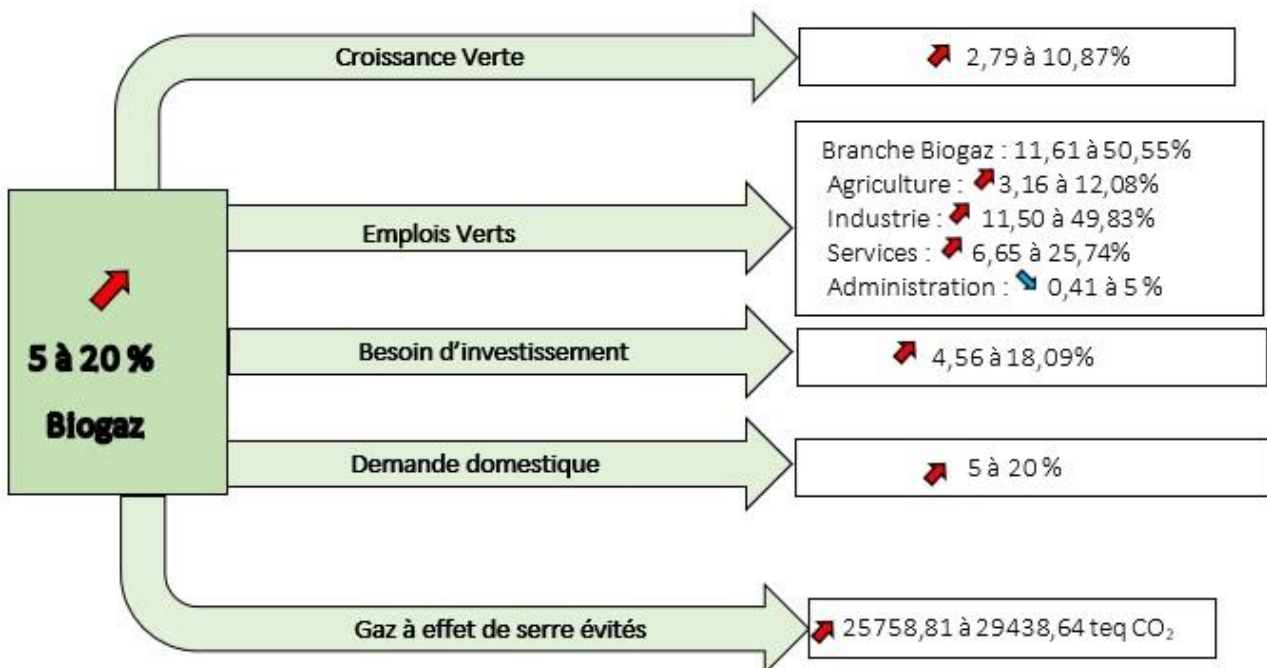 Croissance Verte
2,79 à 10,87%
Emplois Verts
Branche Biogaz : 11,61 à 50,55%
Agriculture : 3,16 à 12,08%
Industrie : 11,50 à 49,83%
Services : 6,65 à 25,74%
Administration : 0,41 à 5 %
5 à 20 %
Biogaz
Besoin d’investissement
4,56 à 18,09%
Demande domestique
5 à 20 %
Gaz à effet de serre évités
25758,81 à 29438,64 teq CO₂